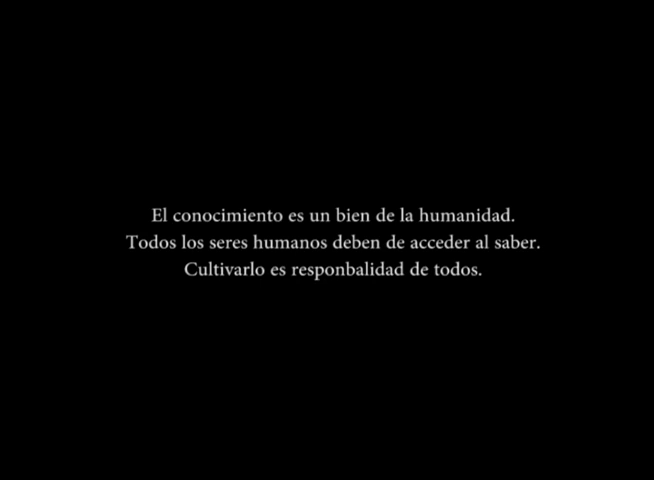 El conocimiento es un bien de la humanidad.
Todos los seres humanos deben de acceder al saber.
Cultivarlo es responbalidad de todos.